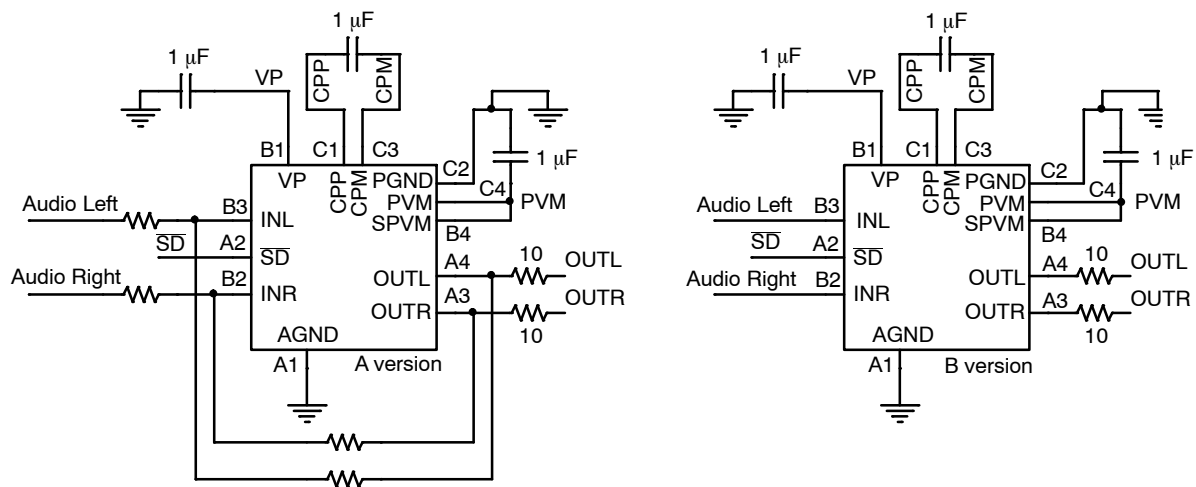 1 μF
1 μF
VP
CPP
CPM
B1
C1
C3
C2
1 μF
C4
PVM
VP
CPP
CPM
PGND
PVM
SPVM
B4
Audio Left
B3
INL
SD
A2
SD
Audio Right
B2
INR
A4
OUTL
10
OUTL
A3
OUTR
10
OUTR
AGND
A1
A version
1 μF
1 μF
VP
CPP
CPM
B1
C1
C3
C2
1 μF
C4
PVM
VP
CPP
CPM
PGND
PVM
SPVM
B4
Audio Left
B3
INL
SD
A2
SD
Audio Right
B2
INR
A4
OUTL
10
OUTL
A3
OUTR
10
OUTR
AGND
A1
B version